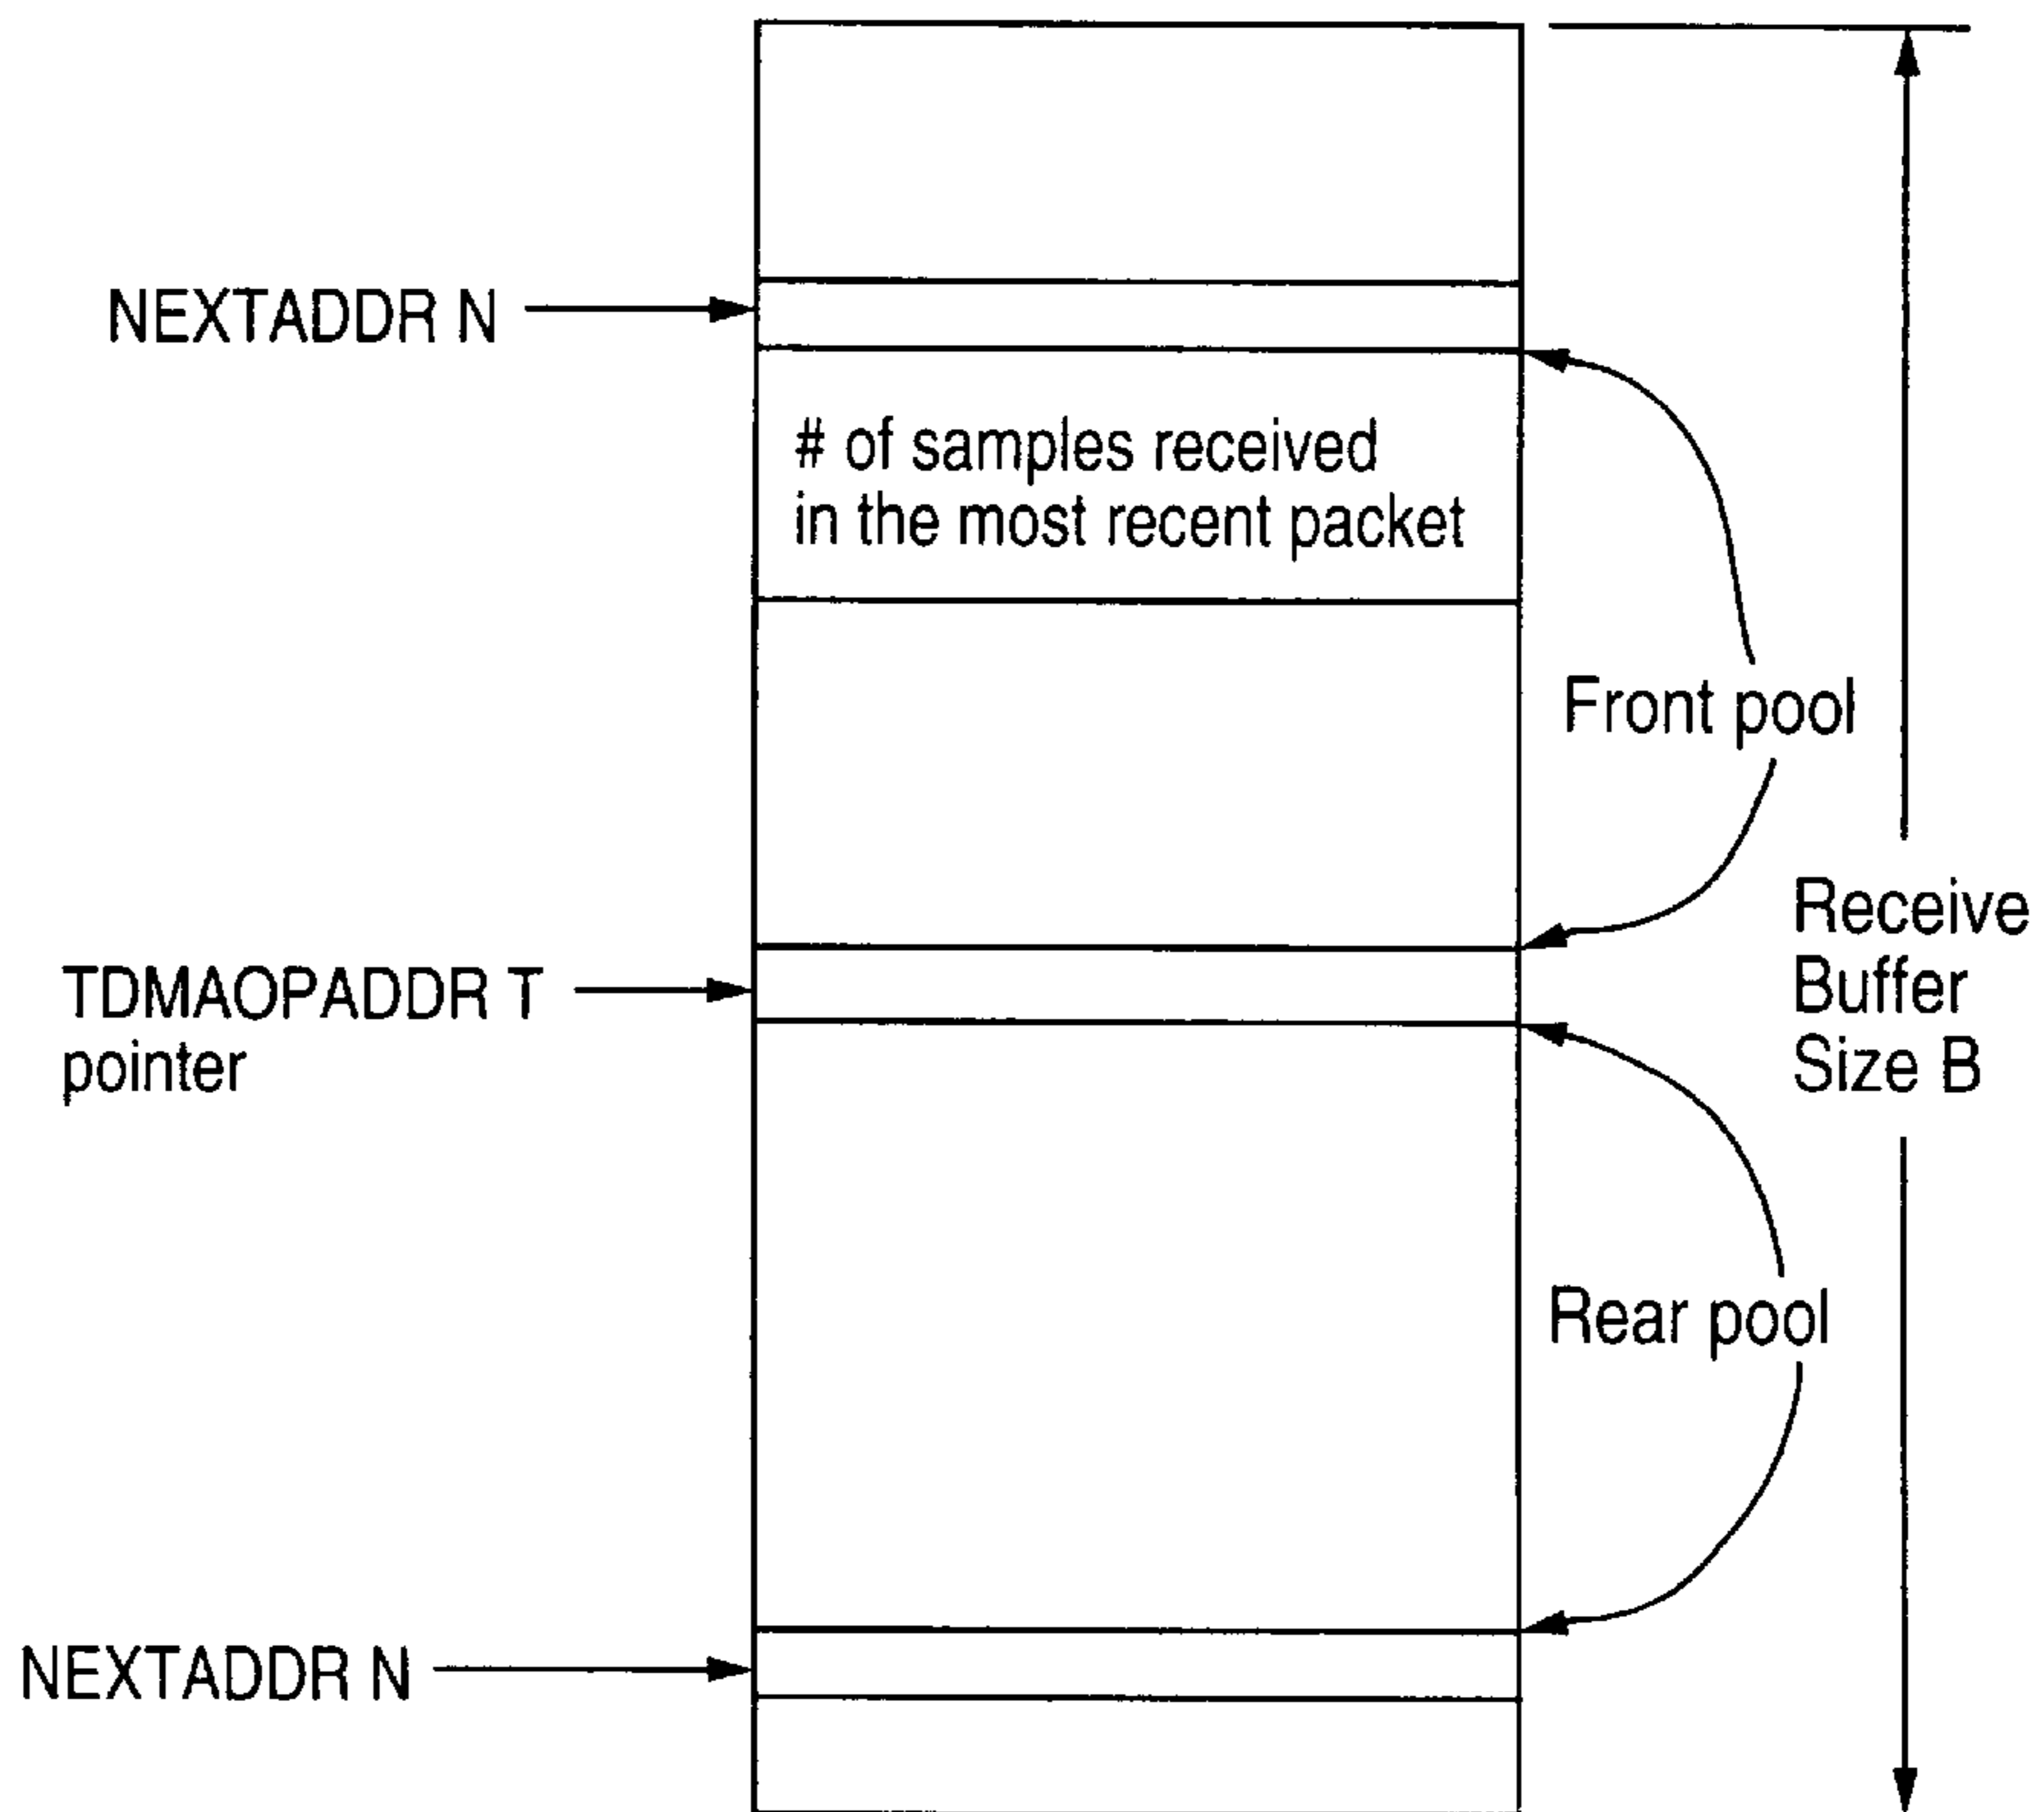 NEXTADDR N
# of samples received
in the most recent packet
Front pool
Receive
Buffer
Size B
TDMAOPADDR T
pointer
Rear pool
NEXTADDR N